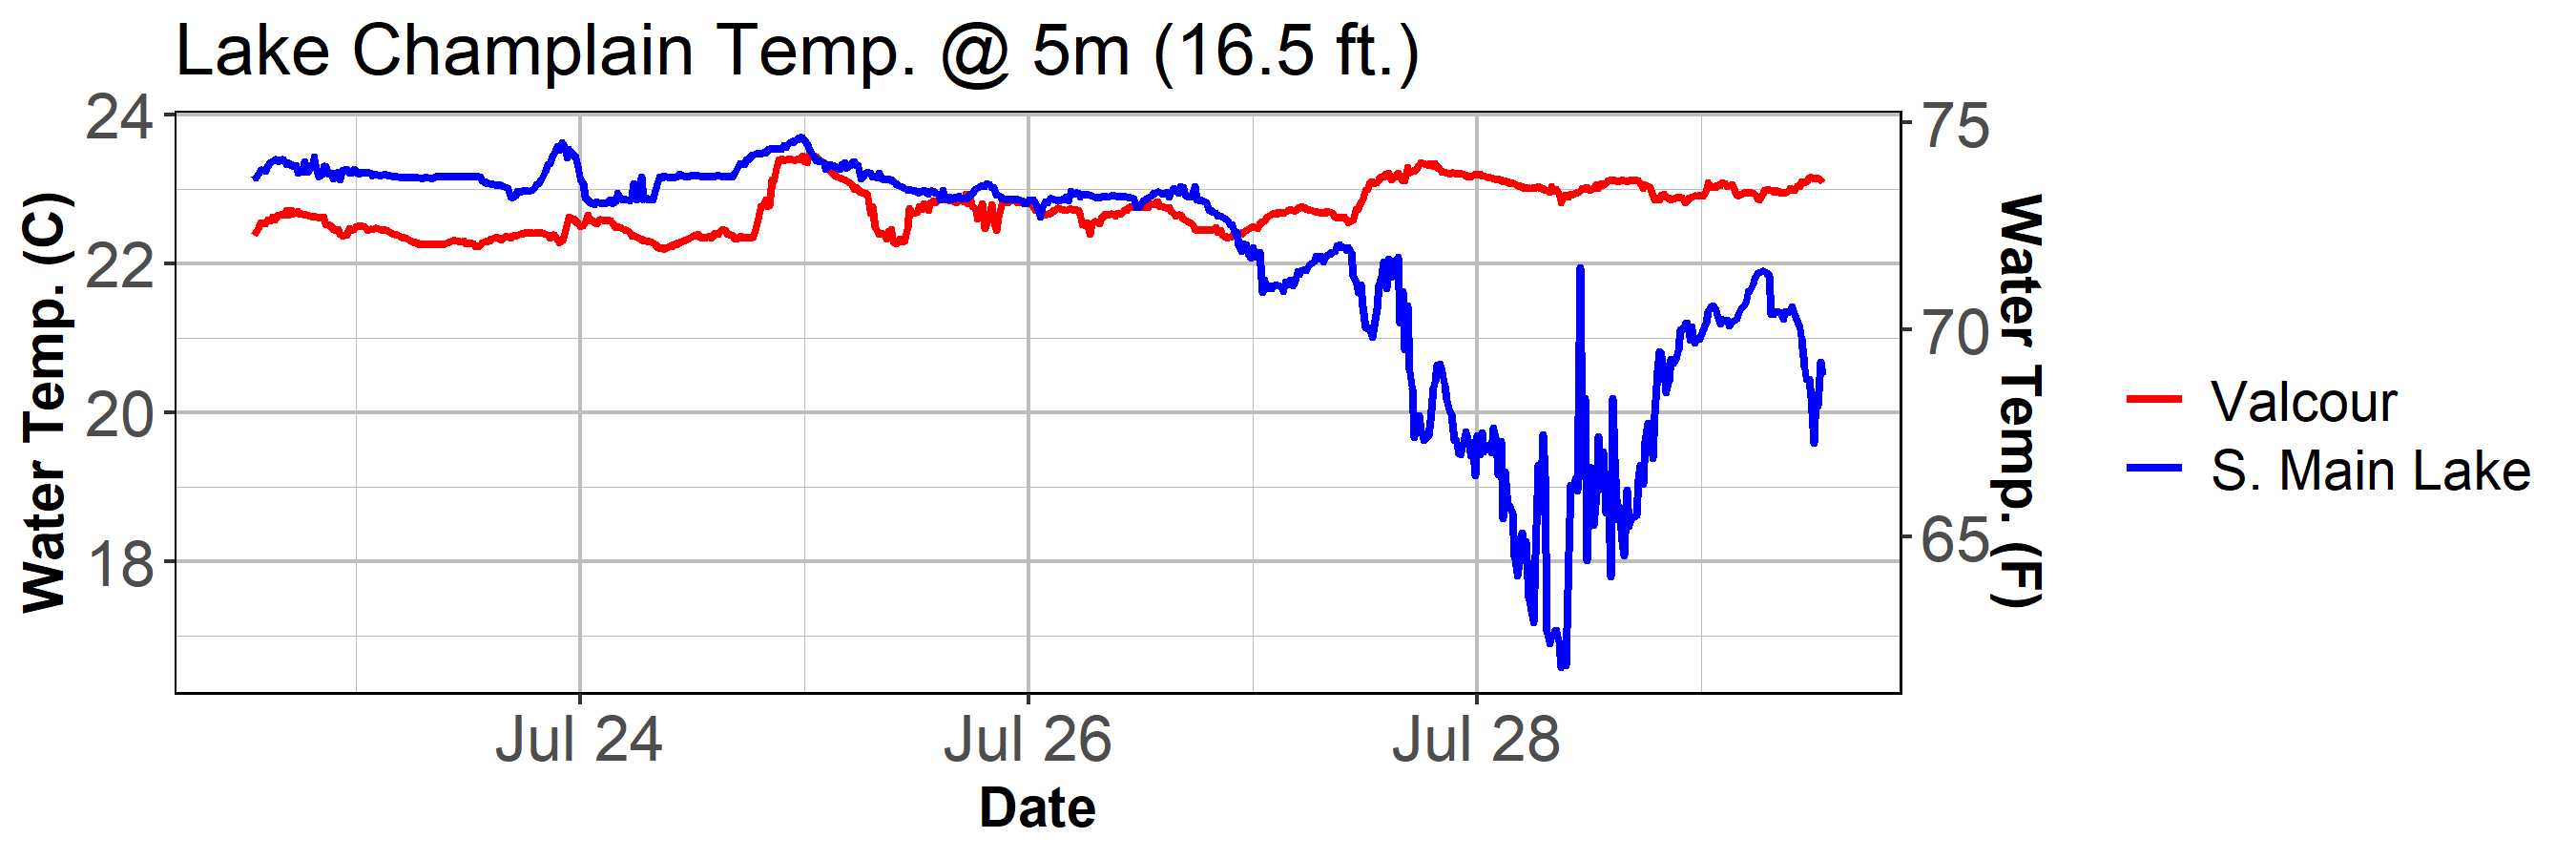 Lake Champlain Temp. @ 5m (16.5 ft.)
Water Temp. (C)
24
22
20
18
75
70
65
Water Temp. (F)
Jul 24
Jul 26
Jul 28
Date
Valcour
S. Main Lake